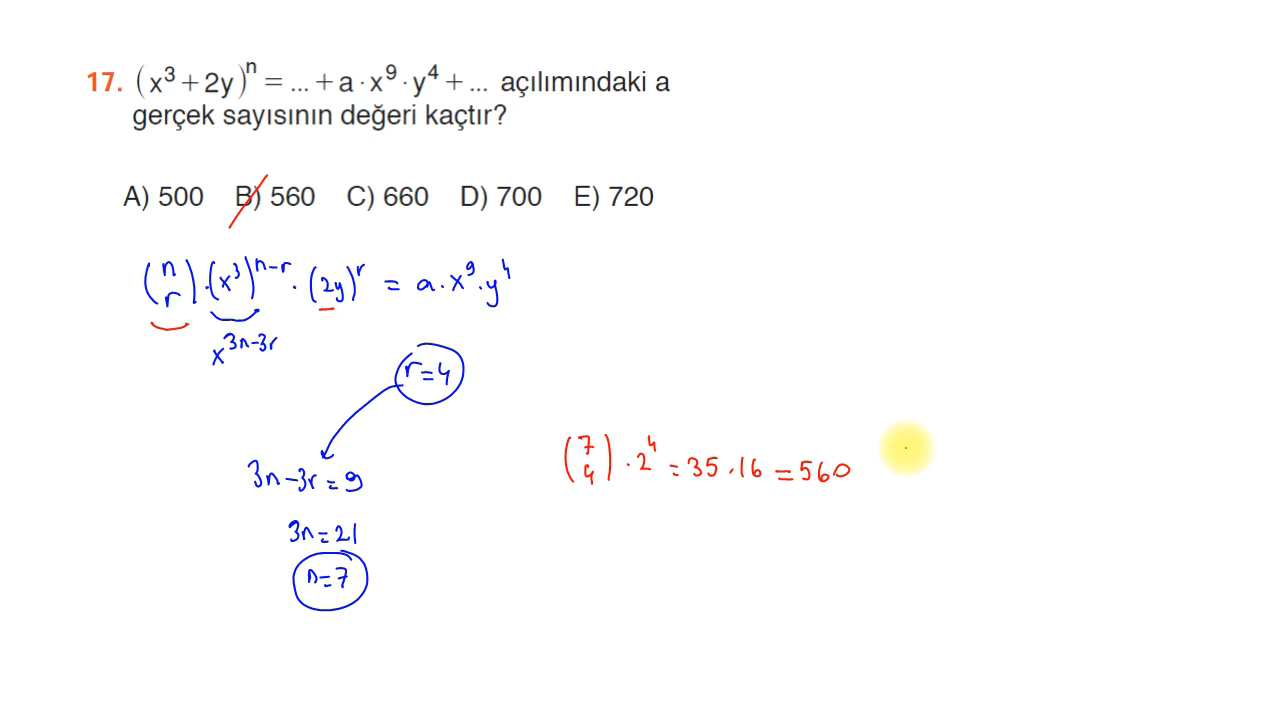 17. (x³ + 2y)ⁿ = ... + a · x⁹ · y⁴ + ... açılımındaki a
gerçek sayısının değeri kaçtır?
A) 500 B) 560 C) 660 D) 700 E) 720
(n r) · (x³)ⁿ⁻ʳ · (2y)ʳ = a · x⁹ · y⁴
x³ⁿ⁻³ʳ
r = 4
(7 4) · 2⁴ = 35 · 16 = 560
3n − 3r = 9
3n = 21
n = 7